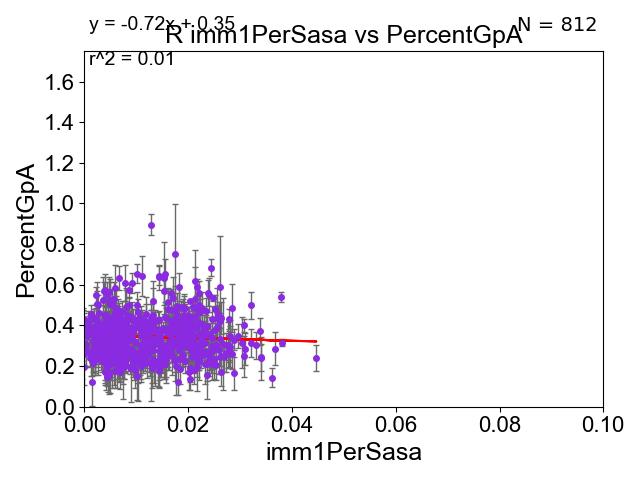 y = -0.72x + 0.35
N = 812
R imm1PerSasa vs PercentGpA
r^2 = 0.01
PercentGpA
1.6
1.4
1.2
1.0
0.8
0.6
0.4
0.2
0.0
0.00 0.02 0.04 0.06 0.08 0.10
imm1PerSasa